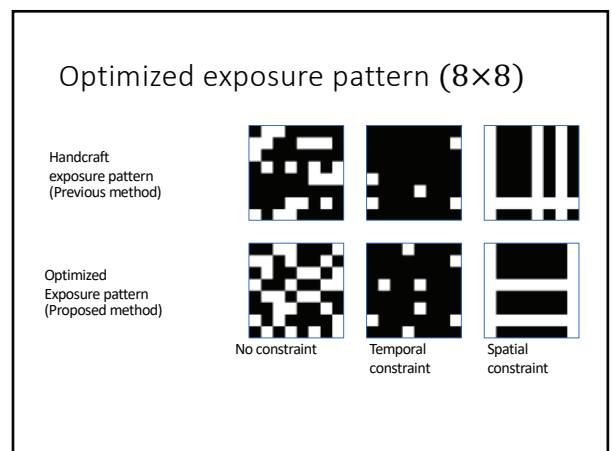 Optimized exposure pattern (8×8)
Handcraft
exposure pattern
(Previous method)
Optimized
Exposure pattern
(Proposed method)
No constraint
Temporal
constraint
Spatial
constraint